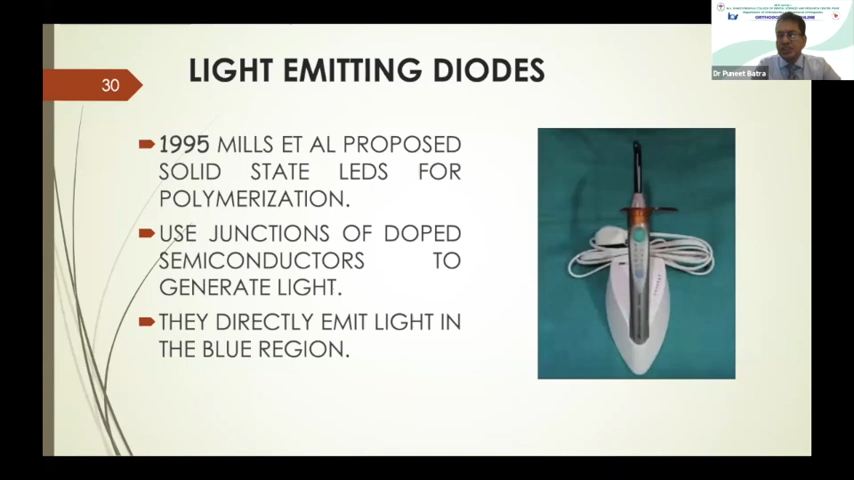 30
LIGHT EMITTING DIODES
1995 MILLS ET AL PROPOSED
SOLID STATE LEDS FOR
POLYMERIZATION.
USE JUNCTIONS OF DOPED
SEMICONDUCTORS TO
GENERATE LIGHT.
THEY DIRECTLY EMIT LIGHT IN
THE BLUE REGION.
Dr Puneet Batra